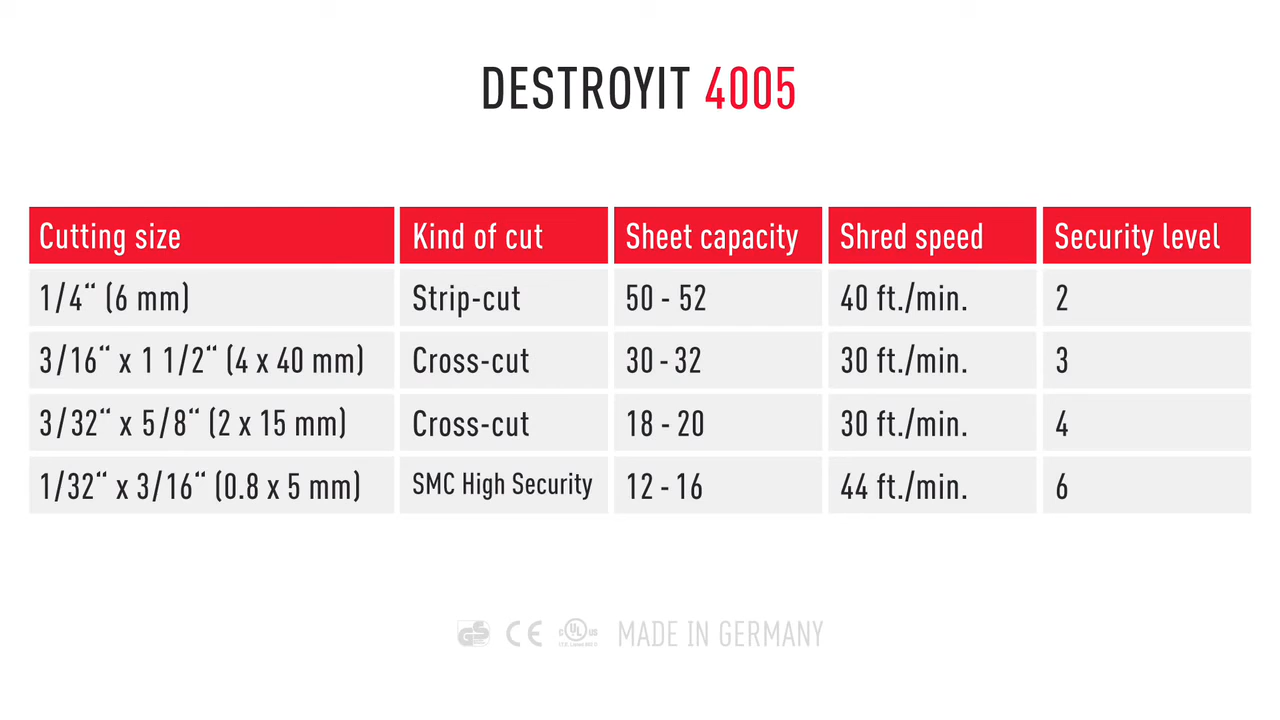 DESTROYIT 4005
Cutting size Kind of cut Sheet capacity Shred speed Security level
1/4“ (6 mm) Strip-cut 50 - 52 40 ft./min. 2
3/16“ x 1 1/2“ (4 x 40 mm) Cross-cut 30 - 32 30 ft./min. 3
3/32“ x 5/8“ (2 x 15 mm) Cross-cut 18 - 20 30 ft./min. 4
1/32“ x 3/16“ (0.8 x 5 mm) SMC High Security 12 - 16 44 ft./min. 6
GS CE c UL us MADE IN GERMANY